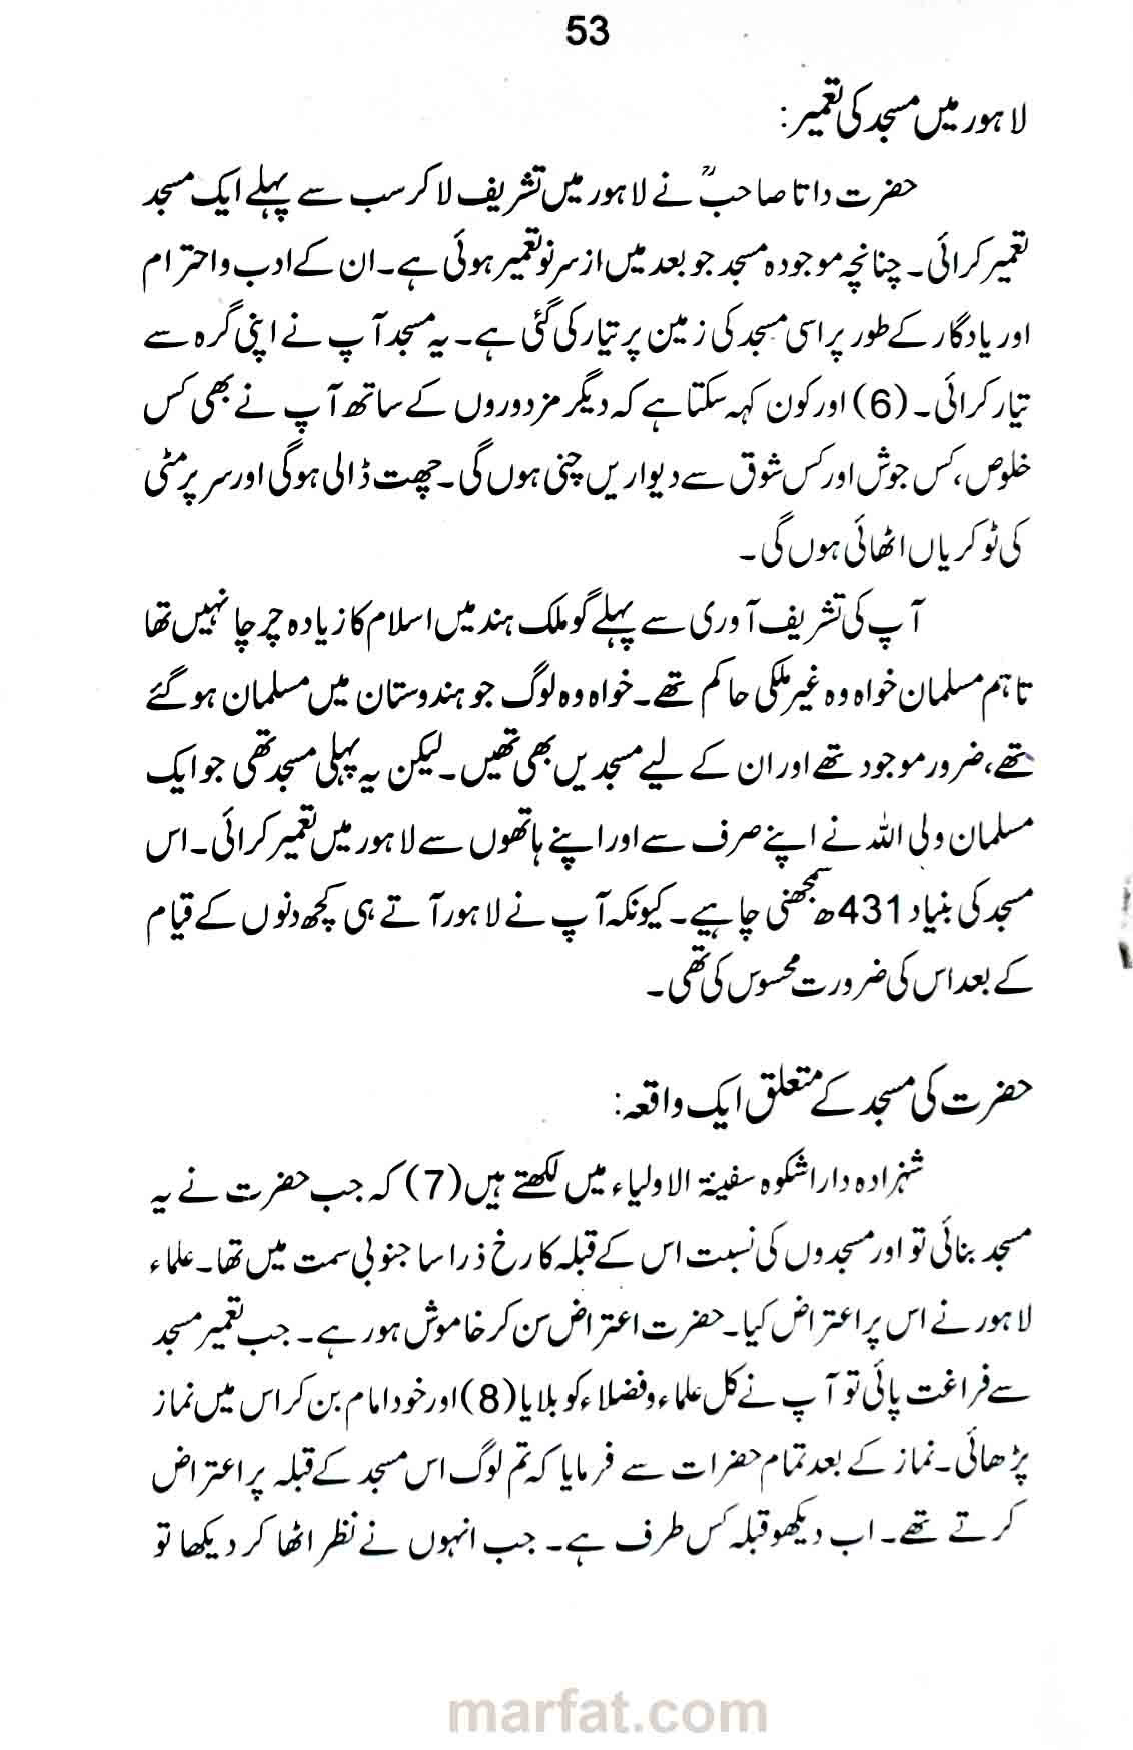 53
لاہور میں مسجد کی تعمیر:
حضرت داتا صاحبؒ نے لاہور میں تشریف لا کر سب سے پہلے ایک مسجد
تعمیر کرائی۔ چنانچہ موجودہ مسجد جو بعد میں از سر نو تعمیر ہوئی ہے۔ ان کے ادب و احترام
اور یادگار کے طور پر اسی مسجد کی زمین پر تیار کی گئی ہے۔ یہ مسجد آپ نے اپنی گرہ سے
تیار کرائی۔ (6) اور کون کہہ سکتا ہے کہ دیگر مزدوروں کے ساتھ آپ نے بھی کس
خلوص، کس جوش اور کس شوق سے دیواریں چنی ہوں گی۔ چھت ڈالی ہوگی اور سر پر مٹی
کی ٹوکریاں اٹھائی ہوں گی۔
آپ کی تشریف آوری سے پہلے گو ملک ہند میں اسلام کا زیادہ چرچا نہیں تھا
تاہم مسلمان خواہ وہ غیر ملکی حاکم تھے۔ خواہ وہ لوگ جو ہندوستان میں مسلمان ہو گئے
تھے، ضرور موجود تھے اور ان کے لیے مسجدیں بھی تھیں۔ لیکن یہ پہلی مسجد تھی جو ایک
مسلمان ولی اللہ نے اپنے صرف سے اور اپنے ہاتھوں سے لاہور میں تعمیر کرائی۔ اس
مسجد کی بنیاد 431ھ سمجھنی چاہیے۔ کیونکہ آپ نے لاہور آتے ہی کچھ دنوں کے قیام
کے بعد اس کی ضرورت محسوس کی تھی۔
حضرت کی مسجد کے متعلق ایک واقعہ:
شہزادہ داراشکوہ سفینۃ الاولیاء میں لکھتے ہیں (7) کہ جب حضرت نے یہ
مسجد بنائی تو اور مسجدوں کی نسبت اس کے قبلہ کا رخ ذرا سا جنوبی سمت میں تھا۔ علماء
لاہور نے اس پر اعتراض کیا۔ حضرت اعتراض سن کر خاموش ہو رہے۔ جب تعمیر مسجد
سے فراغت پائی تو آپ نے کل علماء و فضلاء کو بلایا (8) اور خود امام بن کر اس میں نماز
پڑھائی۔ نماز کے بعد تمام حضرات سے فرمایا کہ تم لوگ اس مسجد کے قبلہ پر اعتراض
کرتے تھے۔ اب دیکھو قبلہ کس طرف ہے۔ جب انہوں نے نظر اٹھا کر دیکھا تو
marfat.com